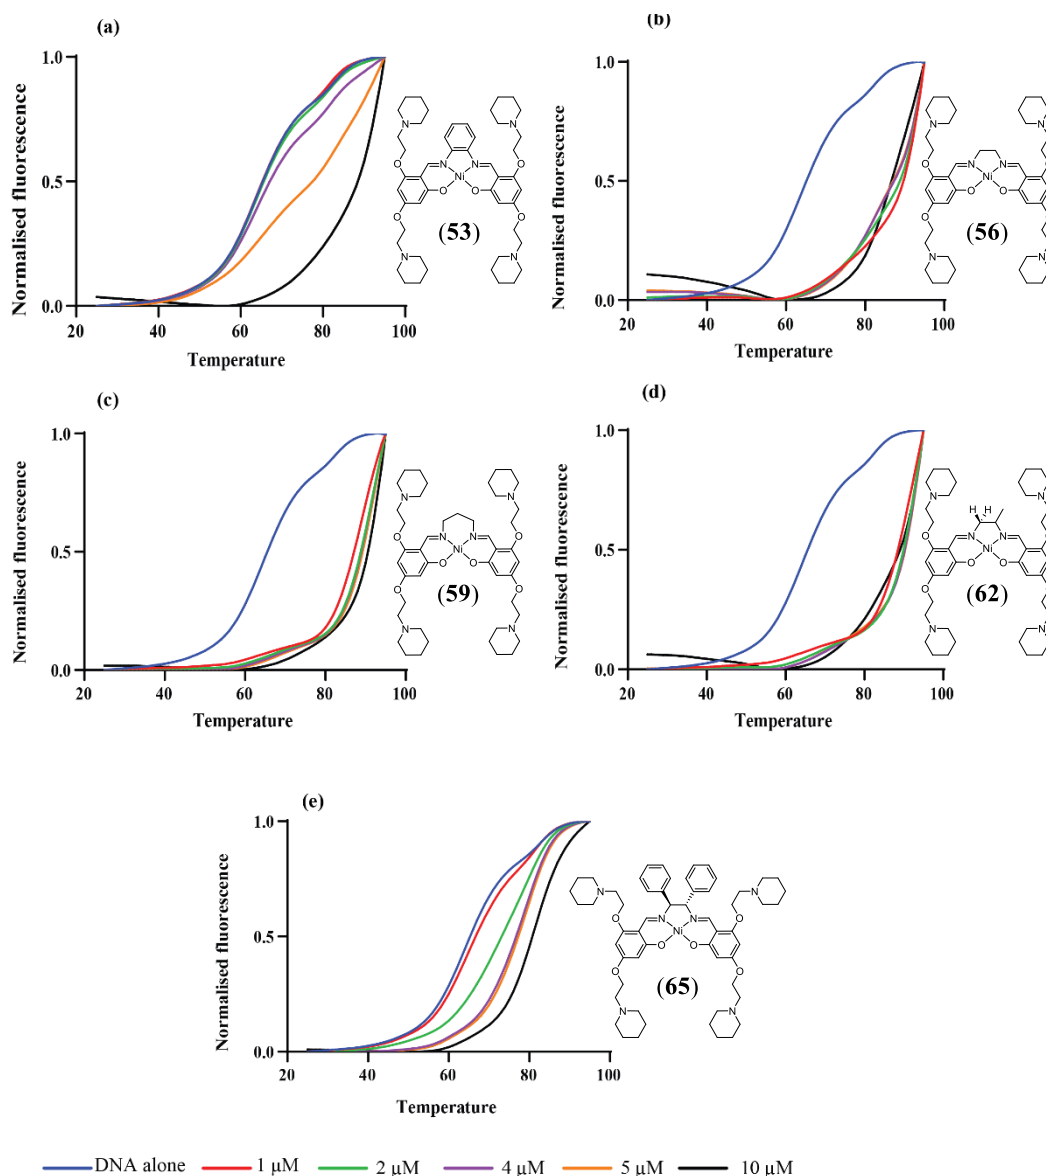 (a)
Normalised fluorescence
1.0
0.5
0.0
20 40 60 80 100
Temperature
N N
O O
N N
Ni
O O
O O
N N
(53)
(b)
Normalised fluorescence
1.0
0.5
0.0
20 40 60 80 100
Temperature
N N
O O
N N
Ni
O O
O O
N N
(56)
(c)
Normalised fluorescence
1.0
0.5
0.0
20 40 60 80 100
Temperature
N N
O O
N N
Ni
O O
O O
N N
(59)
(d)
Normalised fluorescence
1.0
0.5
0.0
20 40 60 80 100
Temperature
N N
H H
O O
N N
Ni
O O
O O
N N
(62)
(e)
Normalised fluorescence
1.0
0.5
0.0
20 40 60 80 100
Temperature
N N
O O
N N
Ni
O O
O O
N N
(65)
DNA alone 1 μM 2 μM 4 μM 5 μM 10 μM